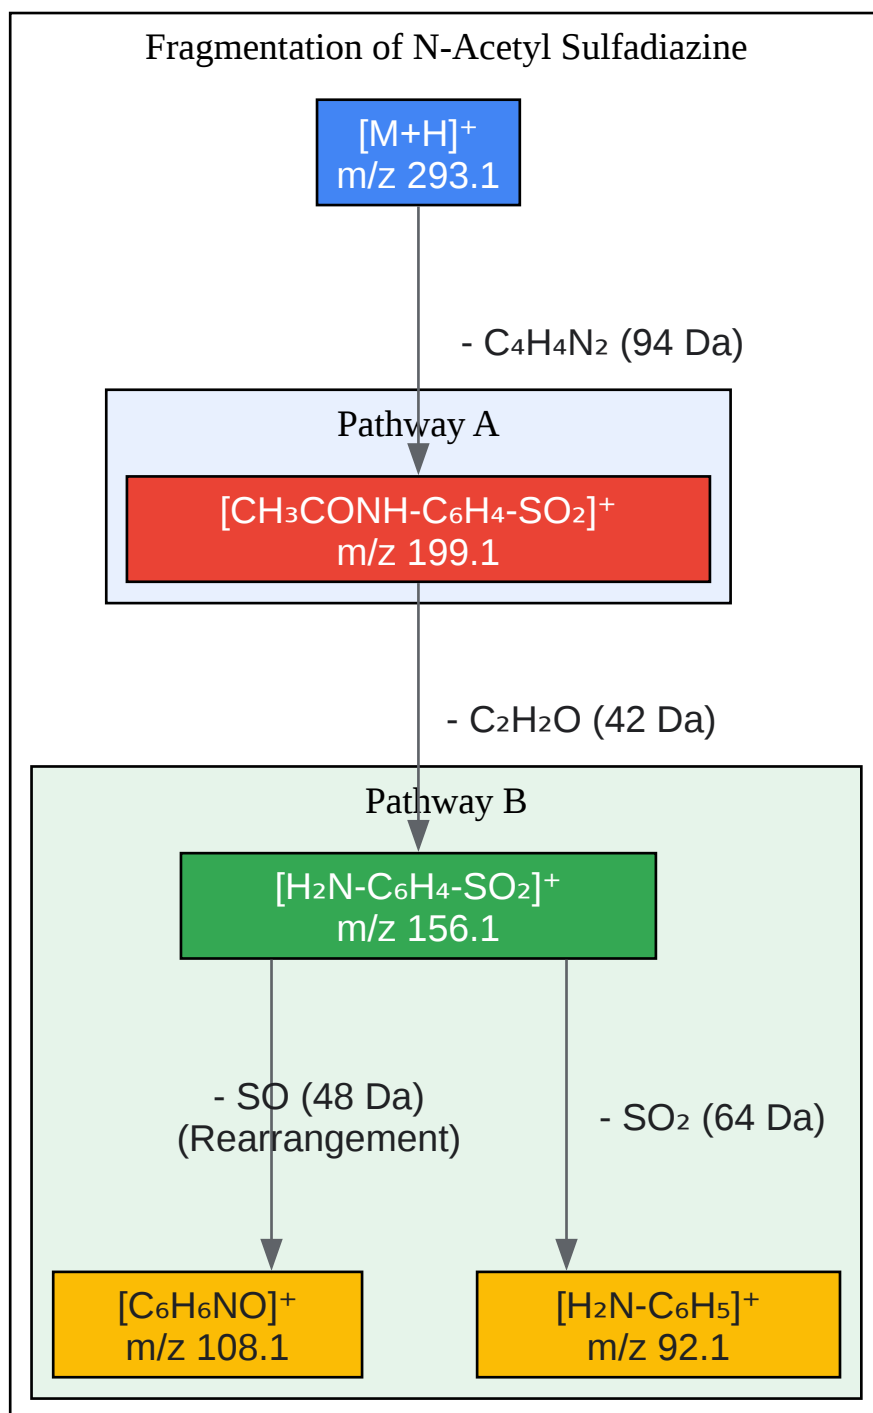 Fragmentation of N-Acetyl Sulfadiazine
[M+H]⁺
m/z 293.1
- C₄H₄N₂ (94 Da)
Pathway A
[CH₃CONH-C₆H₄-SO₂]⁺
m/z 199.1
- C₂H₂O (42 Da)
Pathway B
[H₂N-C₆H₄-SO₂]⁺
m/z 156.1
- SO (48 Da)
(Rearrangement)
- SO₂ (64 Da)
[C₆H₆NO]⁺
m/z 108.1
[H₂N-C₆H₅]⁺
m/z 92.1